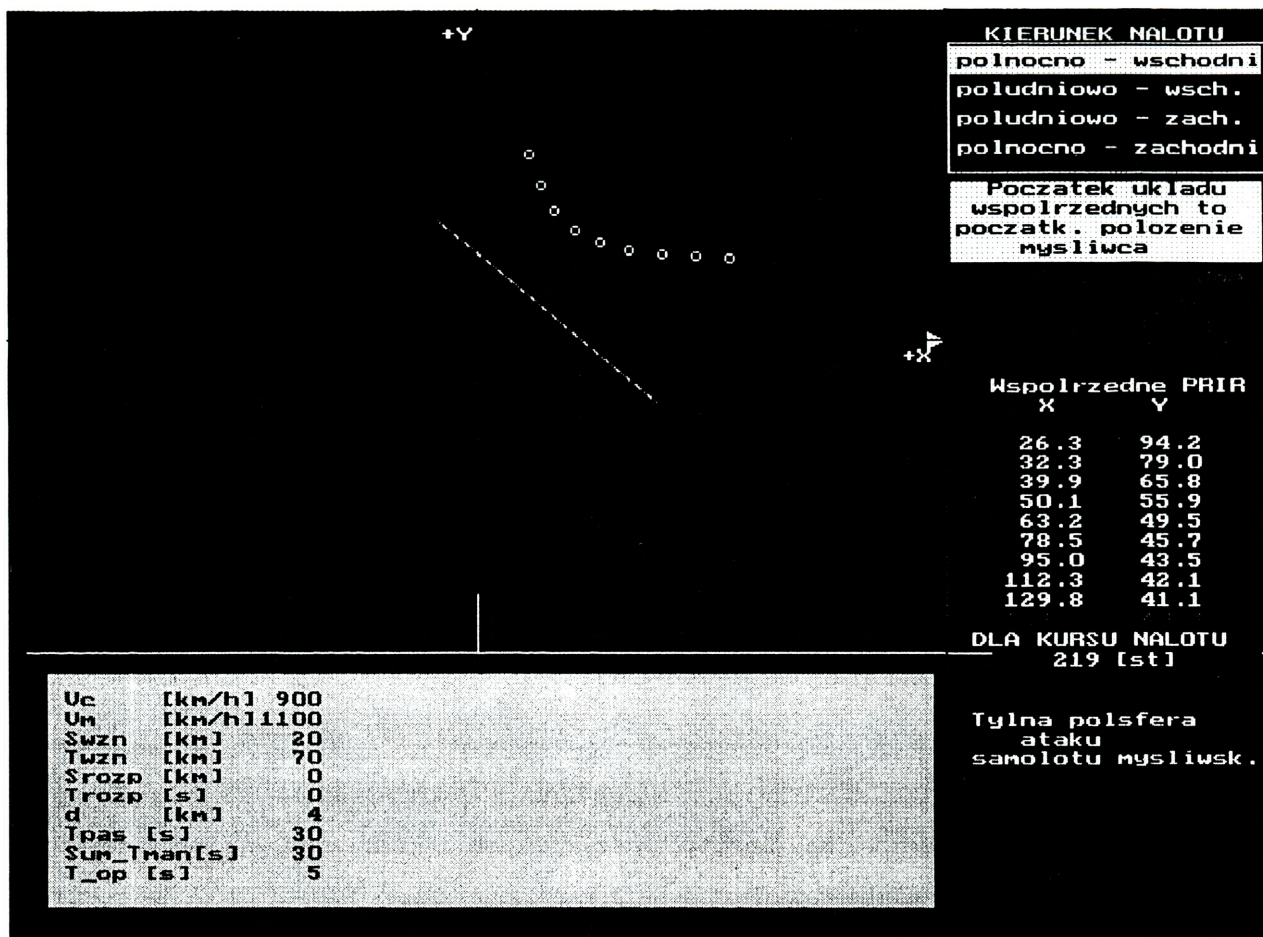 +Y
+X
KIERUNEK NALOTU
polnocno - wschodni
poludniowo - wsch.
poludniowo - zach.
polnocno - zachodni
Poczatek ukladu
wspolrzednych to
poczatk. polozenie
mysliwca
Wspolrzedne PRIR
X Y
26.3 94.2
32.3 79.0
39.9 65.8
50.1 55.9
63.2 49.5
78.5 45.7
95.0 43.5
112.3 42.1
129.8 41.1
DLA KURSU NALOTU
219 [st]
Tylna polsfera
ataku
samolotu mysliwsk.
Vc [km/h] 900
Vm [km/h] 1100
Swzn [km] 20
Twzn [km] 70
Srozp [km] 0
Trozp [s] 0
d [km] 4
Tpas [s] 30
Sum_Tman[s] 30
T_op [s] 5